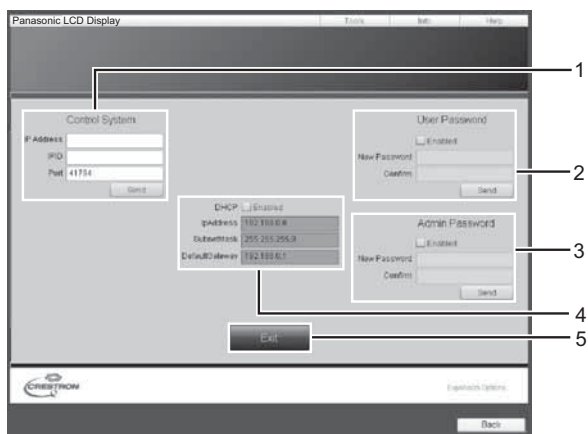 Panasonic LCD Display
Tools Info Help
1
Control System
IP Address
IPID
Port 41794
Send
User Password
Enabled
New Password
Confirm
Send
2
DHCP Enabled
IpAddress 192.168.0.8
SubnetMask 255.255.255.0
DefaultGateway 192.168.0.1
Admin Password
Enabled
New Password
Confirm
Send
3
4
Exit
5
CRESTRON
Expansion Options
Back